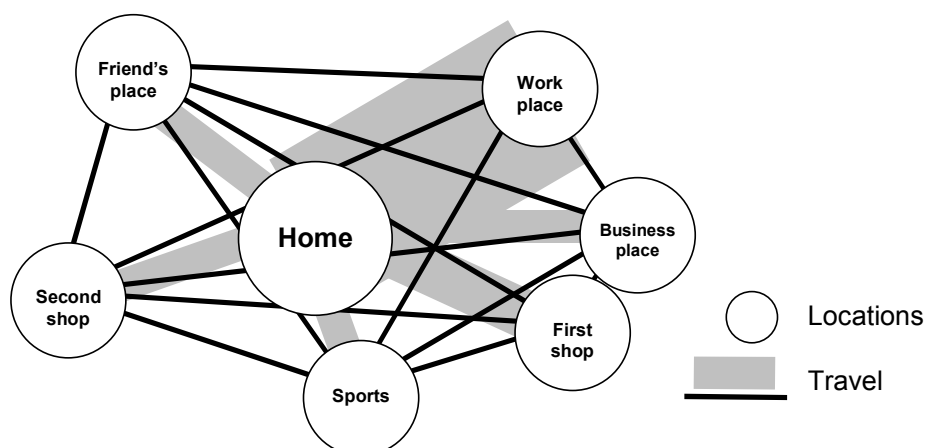 Friend's
place
Work
place
Home
Business
place
Second
shop
First
shop
Sports
Locations
Travel